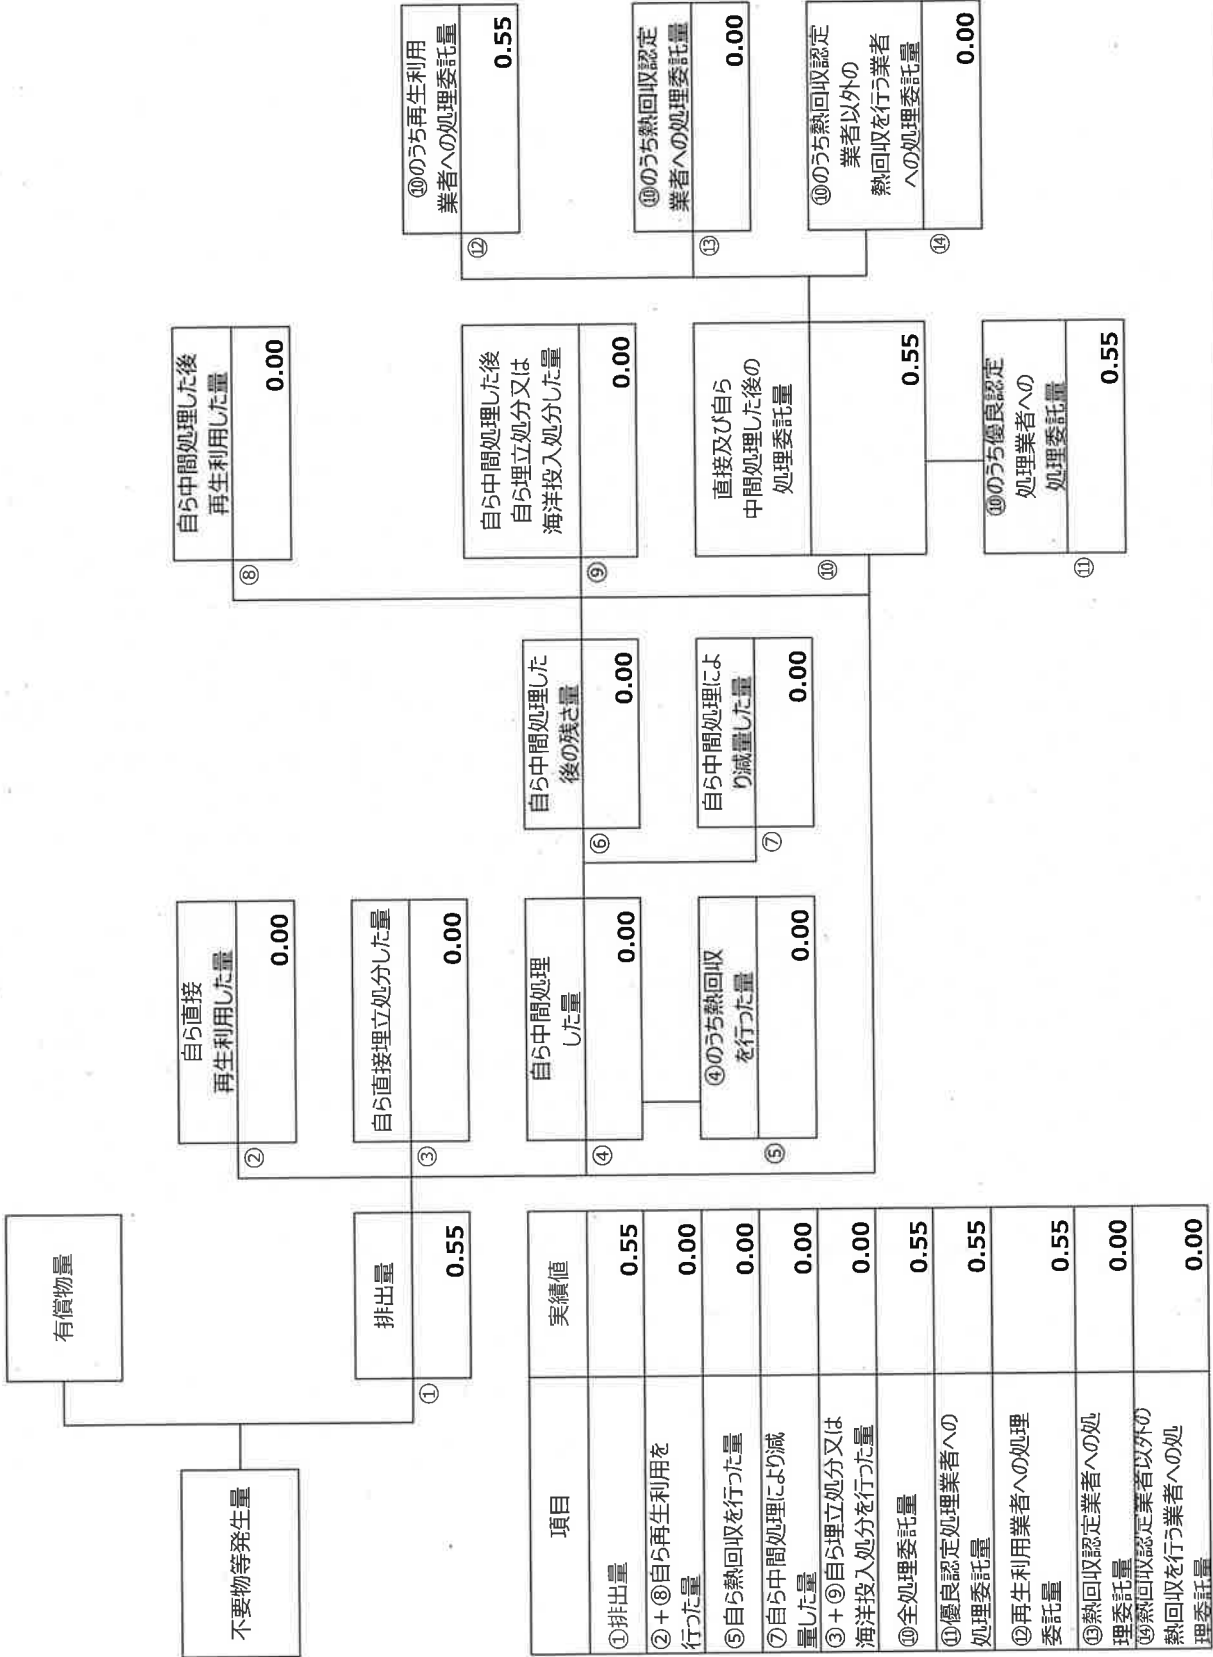 有償物量
不要物等発生量
排出量
①
0.55
自ら直接
再生利用した量
②
0.00
自ら直接埋立処分した量
③
0.00
自ら中間処理
した量
④
0.00
④のうち熱回収
を行った量
⑤
0.00
自ら中間処理した
後の残さ量
⑥
0.00
自ら中間処理によ
り減量した量
⑦
0.00
自ら中間処理した後
再生利用した量
⑧
0.00
自ら中間処理した後
自ら埋立処分又は
海洋投入処分した量
⑨
0.00
直接及び自ら
中間処理した後の
処理委託量
⑩
0.55
⑩のうち優良認定
処理業者への
処理委託量
⑪
0.55
⑩のうち再生利用
業者への処理委託量
⑫
0.55
⑩のうち熱回収認定
業者への処理委託量
⑬
0.00
⑩のうち熱回収認定
業者以外の
熱回収を行う業者
への処理委託量
⑭
0.00
項目 実績値
①排出量 0.55
②+⑧自ら再生利用を
行った量 0.00
⑤自ら熱回収を行った量 0.00
⑦自ら中間処理により減
量した量 0.00
③+⑨自ら埋立処分又は
海洋投入処分を行った量 0.00
⑩全処理委託量 0.55
⑪優良認定処理業者への
処理委託量 0.55
⑫再生利用業者への処理
委託量 0.55
⑬熱回収認定業者への処
理委託量 0.00
⑭熱回収認定業者以外の
熱回収を行う業者への処
理委託量 0.00